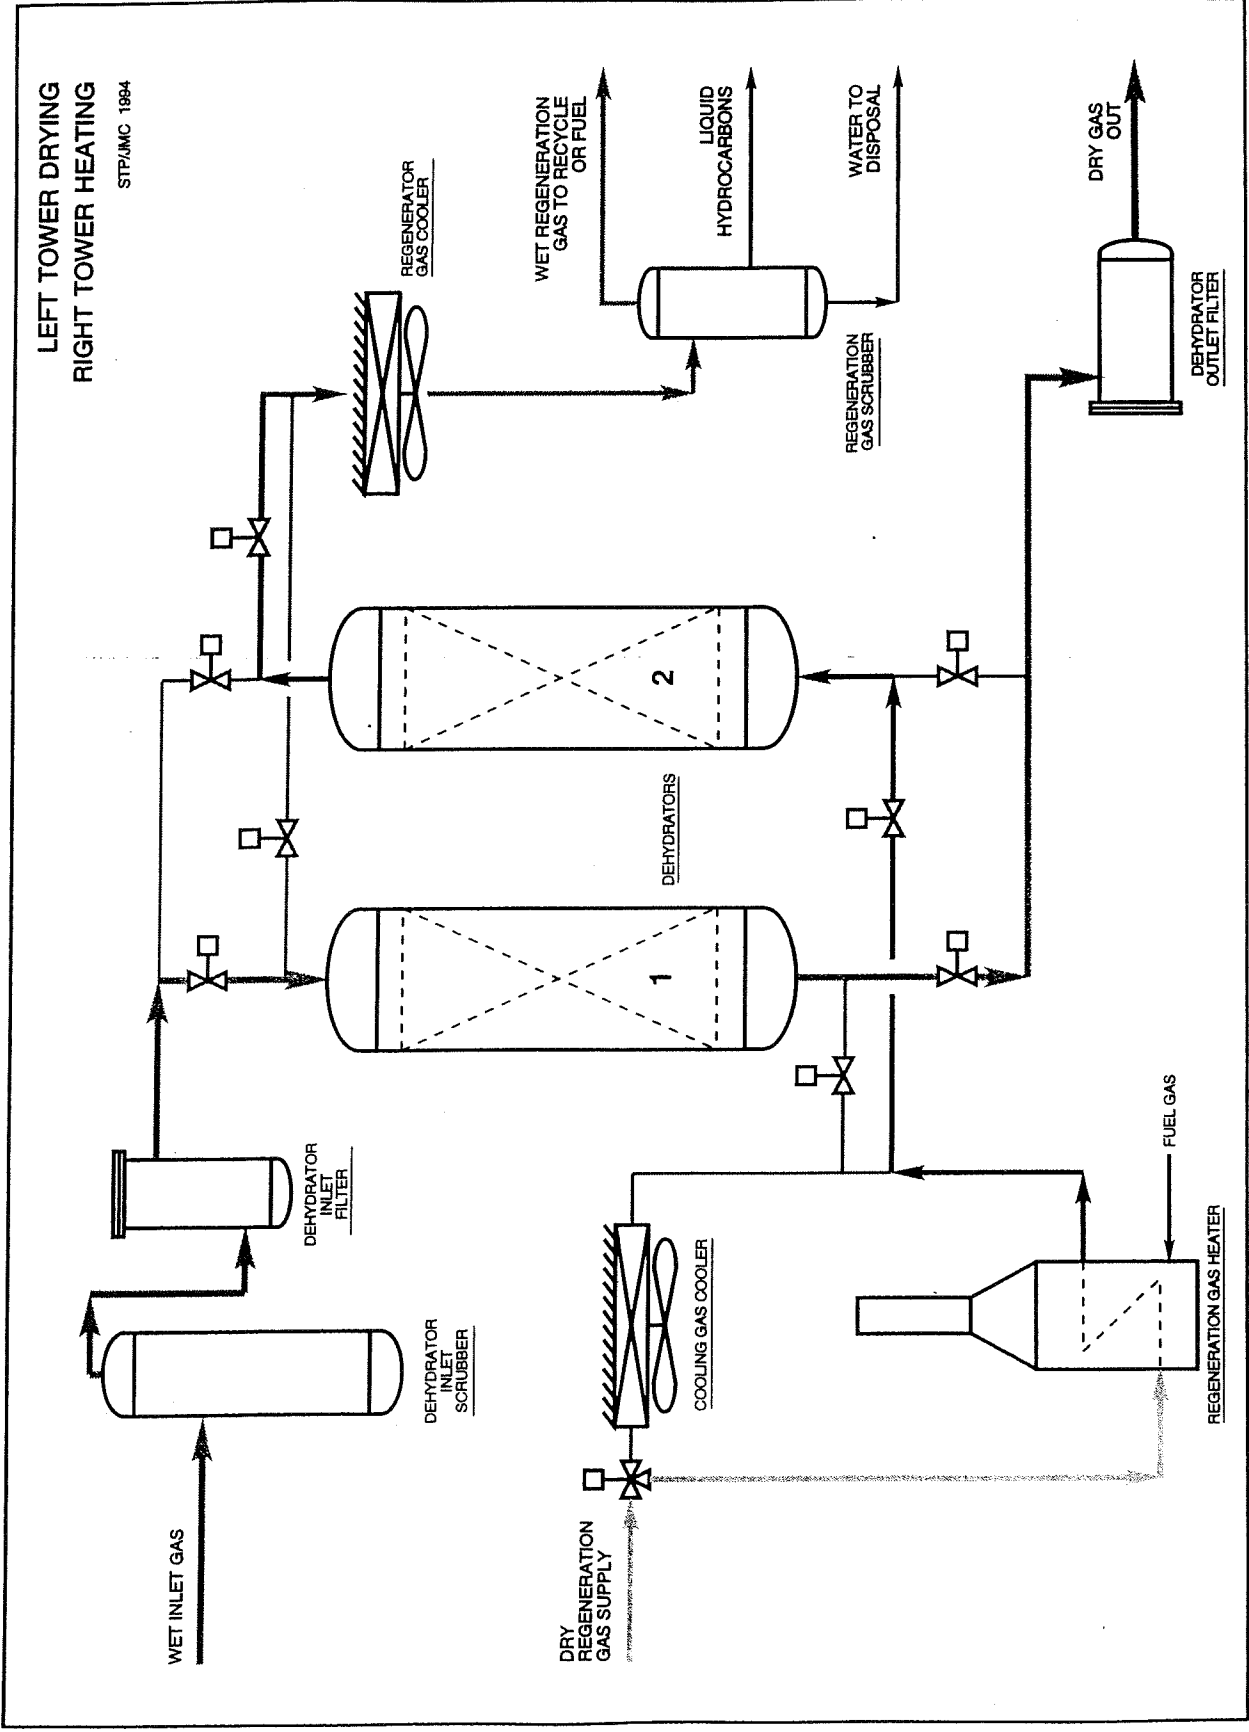 LEFT TOWER DRYING
RIGHT TOWER HEATING
STP/JMC 1994
WET INLET GAS
DEHYDRATOR
INLET
SCRUBBER
DEHYDRATOR
INLET
FILTER
REGENERATOR
GAS COOLER
WET REGENERATION
GAS TO RECYCLE
OR FUEL
LIQUID
HYDROCARBONS
WATER TO
DISPOSAL
REGENERATION
GAS SCRUBBER
1
2
DEHYDRATORS
DRY
REGENERATION
GAS SUPPLY
COOLING GAS COOLER
FUEL GAS
REGENERATION GAS HEATER
DRY GAS
OUT
DEHYDRATOR
OUTLET FILTER